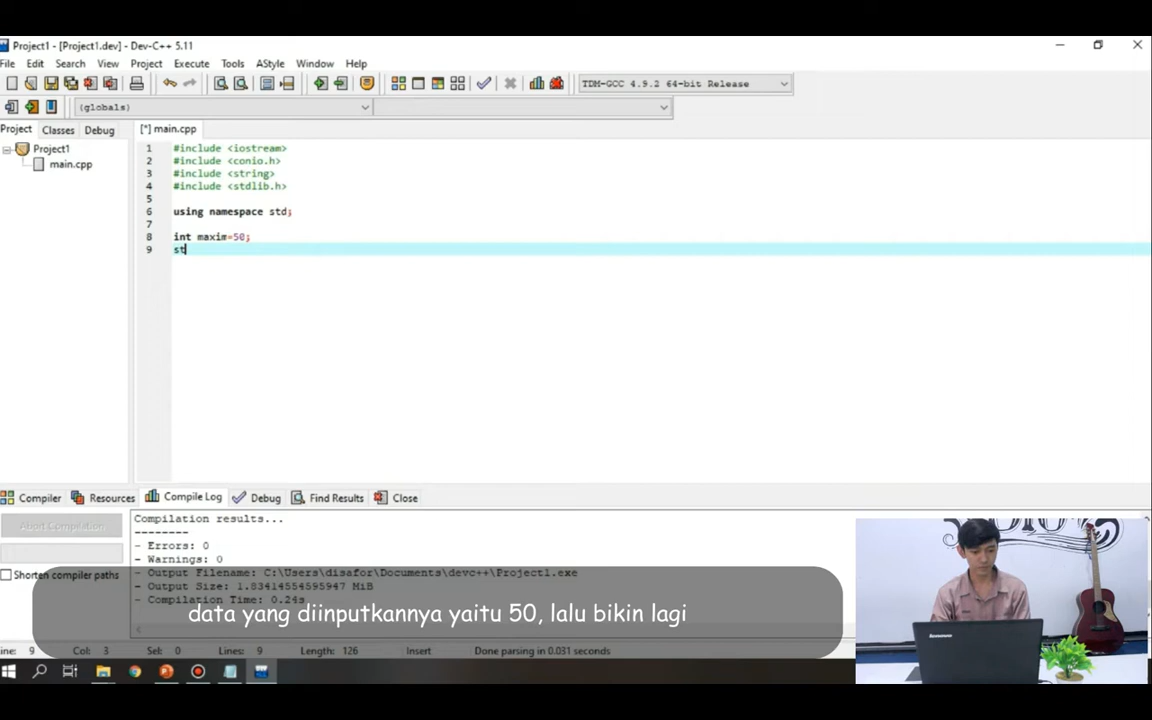 Project1 - [Project1.dev] - Dev-C++ 5.11
File Edit Search View Project Execute Tools AStyle Window Help
TDM-GCC 4.9.2 64-bit Release
(globals)
Project Classes Debug
[*] main.cpp
Project1
main.cpp
1 #include <iostream>
2 #include <conio.h>
3 #include <string>
4 #include <stdlib.h>
5
6 using namespace std;
7
8 int maxim=50;
9 st
Compiler Resources Compile Log Debug Find Results Close
Abort Compilation
Shorten compiler paths
Compilation results...
--------
- Errors: 0
- Warnings: 0
- Output Filename: C:\Users\disafor\Documents\devc++\Project1.exe
- Output Size: 1.83414554595947 MiB
- Compilation Time: 0.24s
data yang diinputkannya yaitu 50, lalu bikin lagi
ine: 9 Col: 3 Sel: 0 Lines: 9 Length: 126 Insert Done parsing in 0.031 seconds